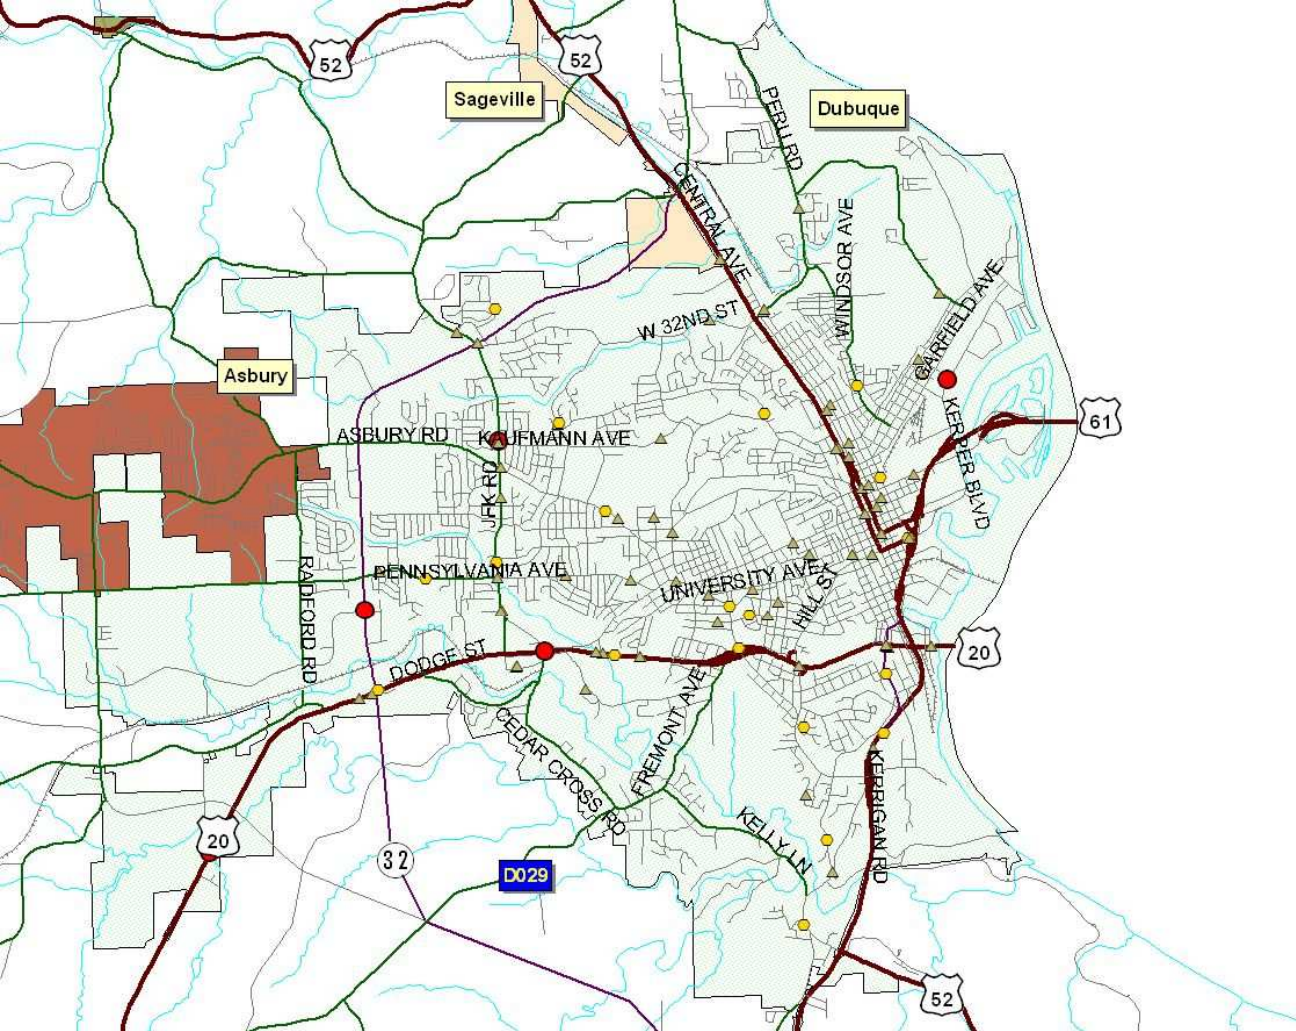 52
52
Sageville
Dubuque
PERU RD
CENTRAL AVE
WINDSOR AVE
GARFIELD AVE
W 32ND ST
Asbury
61
ASBURY RD
KAUFMANN AVE
KERPER BLVD
JFK RD
PENNSYLVANIA AVE
UNIVERSITY AVE
HILL ST
RADFORD RD
DODGE ST
20
CEDAR CROSS RD
FREMONT AVE
KERRIGAN RD
KELLY LN
20
32
D029
52